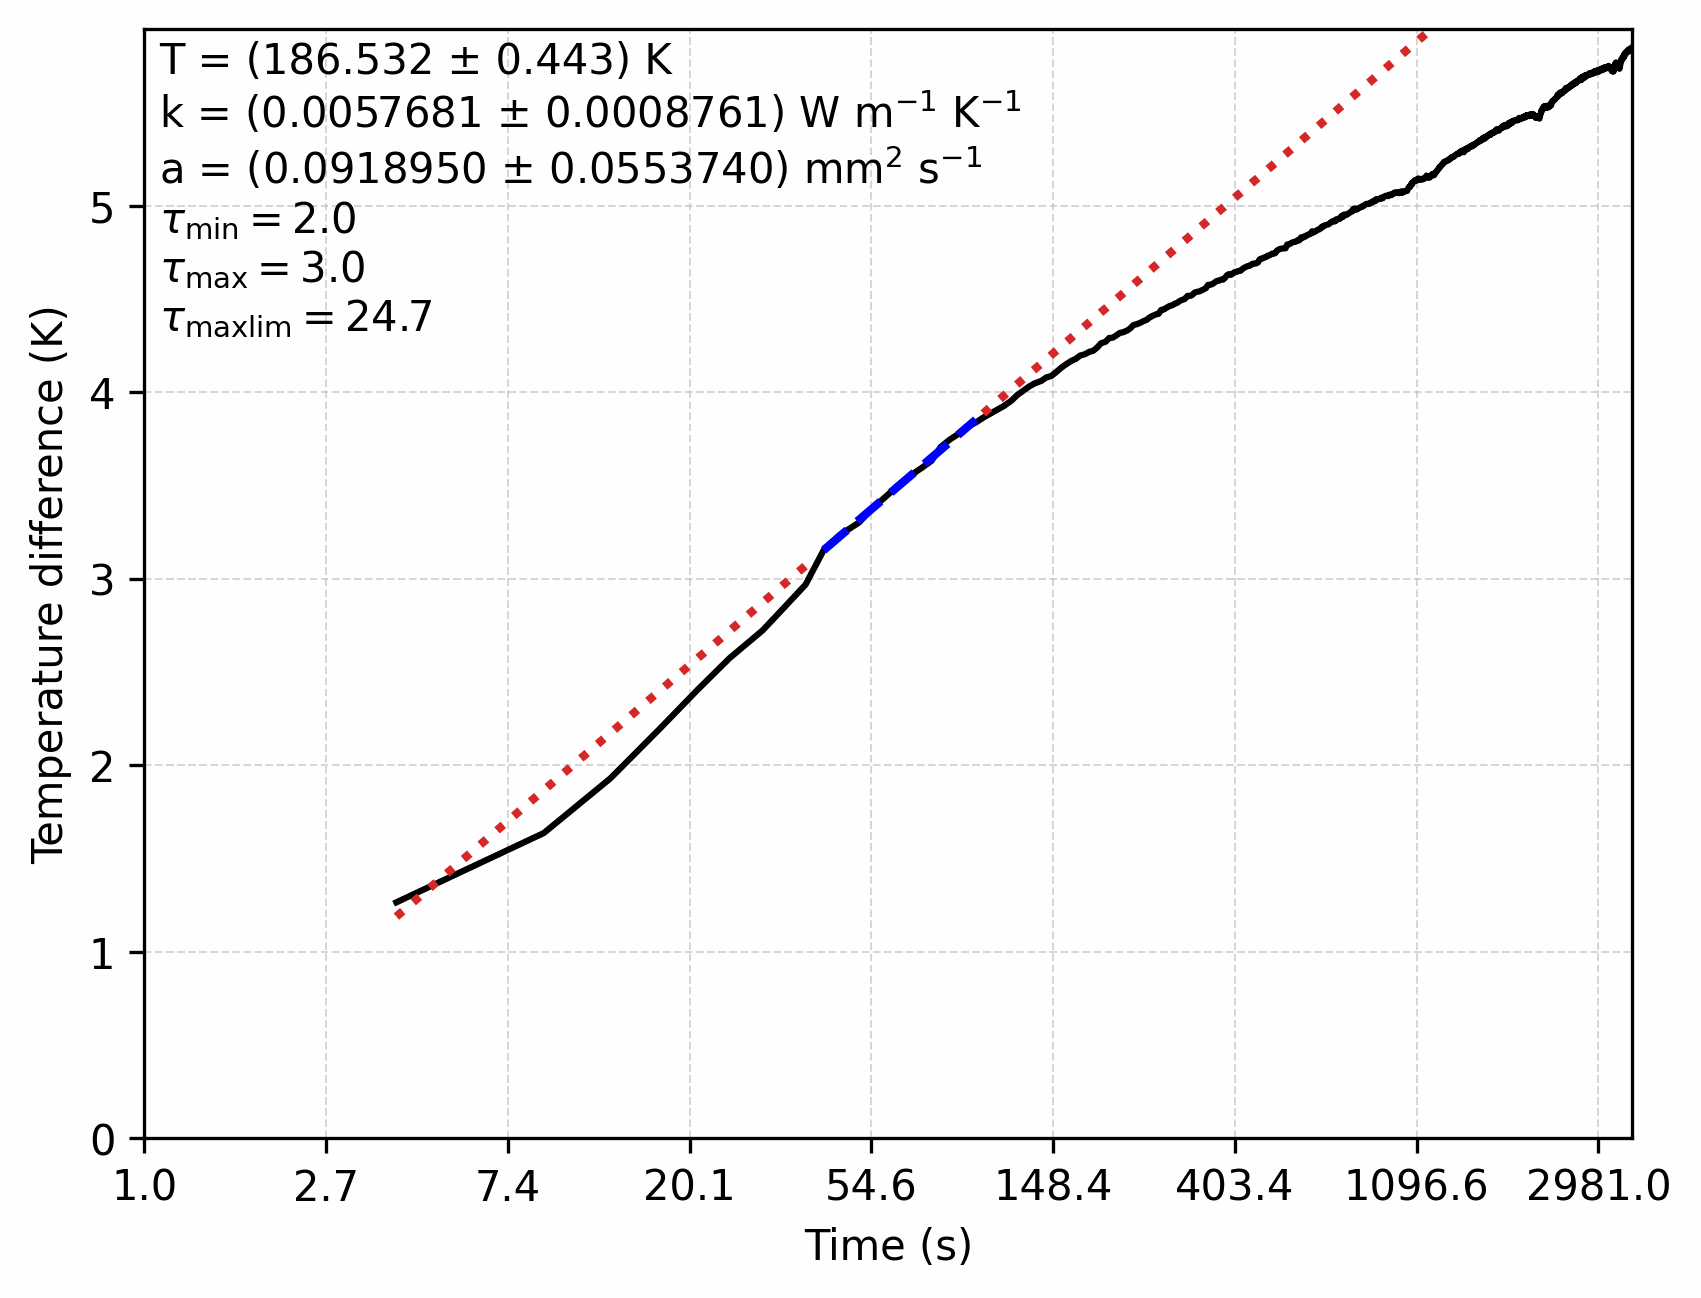 T = (186.532 ± 0.443) K
k = (0.0057681 ± 0.0008761) W m⁻¹ K⁻¹
a = (0.0918950 ± 0.0553740) mm² s⁻¹
τmin = 2.0
τmax = 3.0
τmaxlim = 24.7
Temperature difference (K)
5
4
3
2
1
0
1.0 2.7 7.4 20.1 54.6 148.4 403.4 1096.6 2981.0
Time (s)